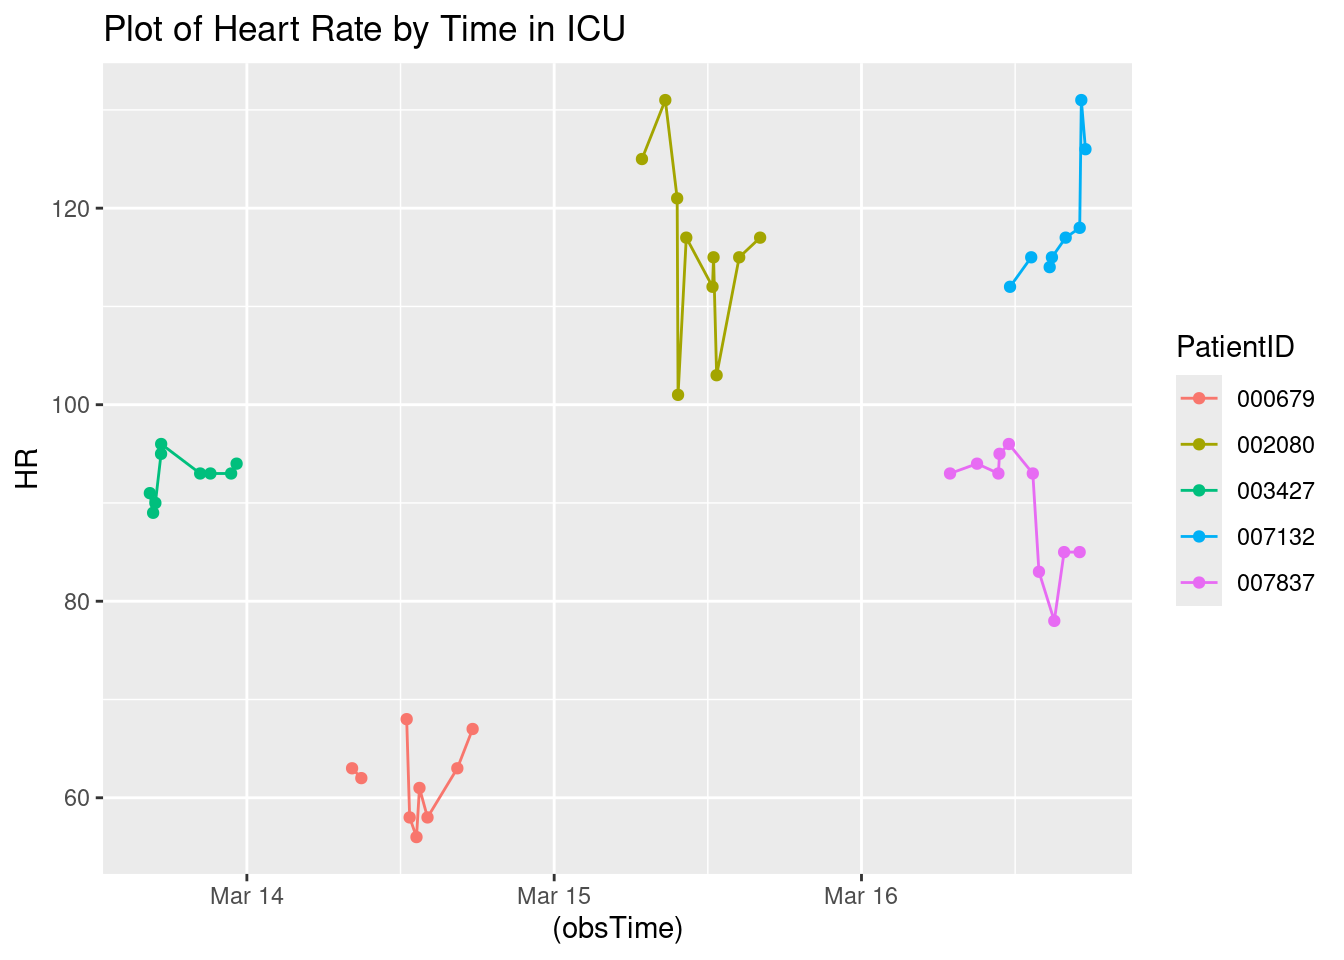 Plot of Heart Rate by Time in ICU
HR
120
100
80
60
Mar 14
Mar 15
Mar 16
(obsTime)
PatientID
000679
002080
003427
007132
007837